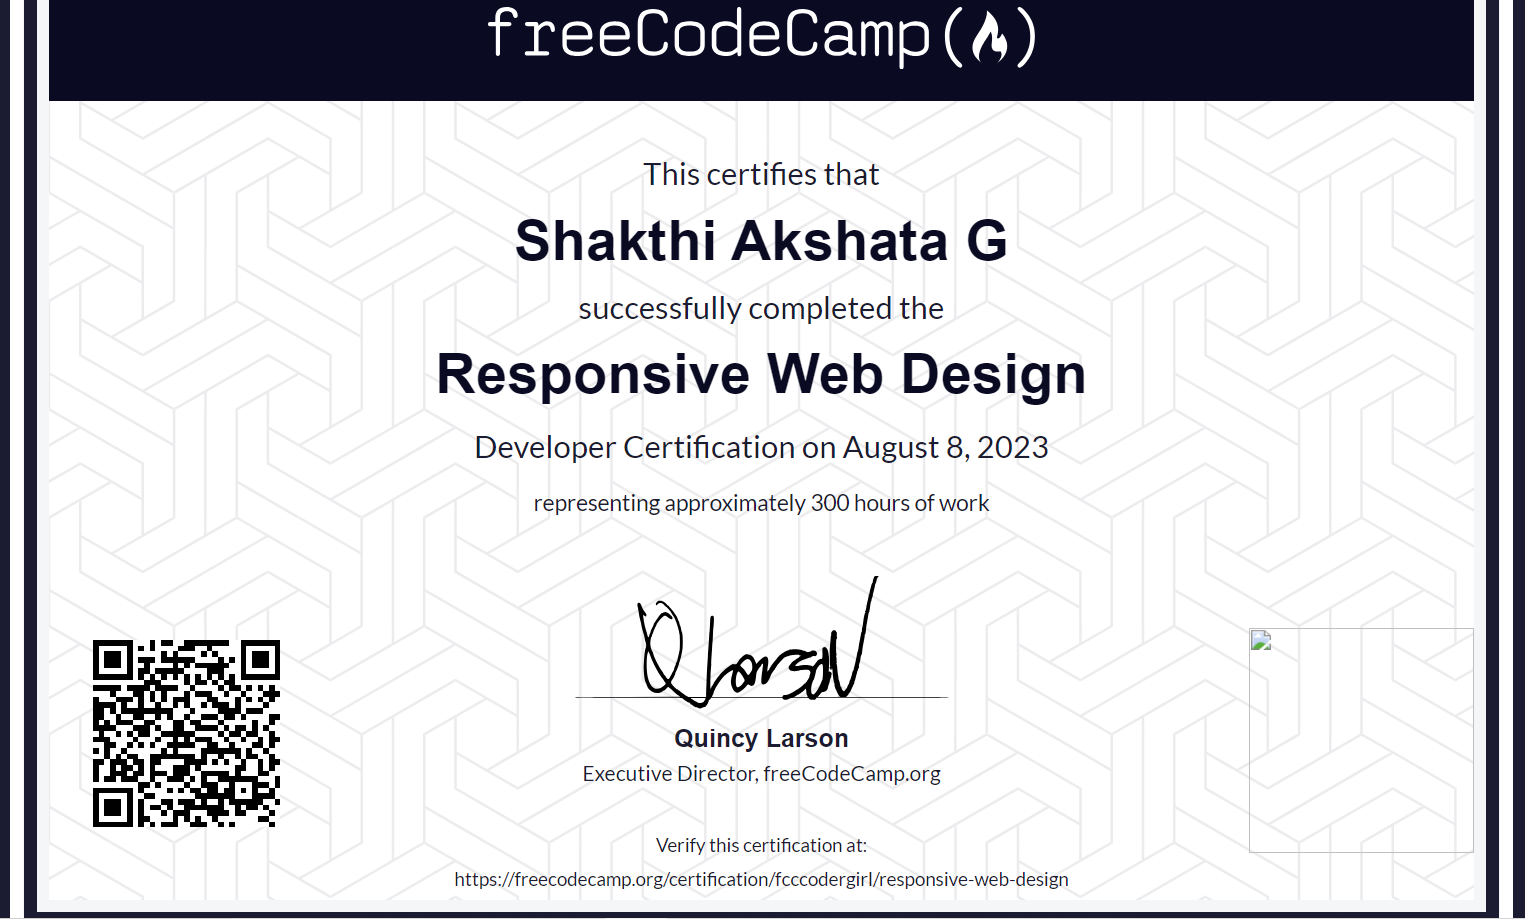 freeCodeCamp
This certifies that
Shakthi Akshata G
successfully completed the
Responsive Web Design
Developer Certification on August 8, 2023
representing approximately 300 hours of work
Q Larson
Quincy Larson
Executive Director, freeCodeCamp.org
Verify this certification at:
https://freecodecamp.org/certification/fcccodergirl/responsive-web-design